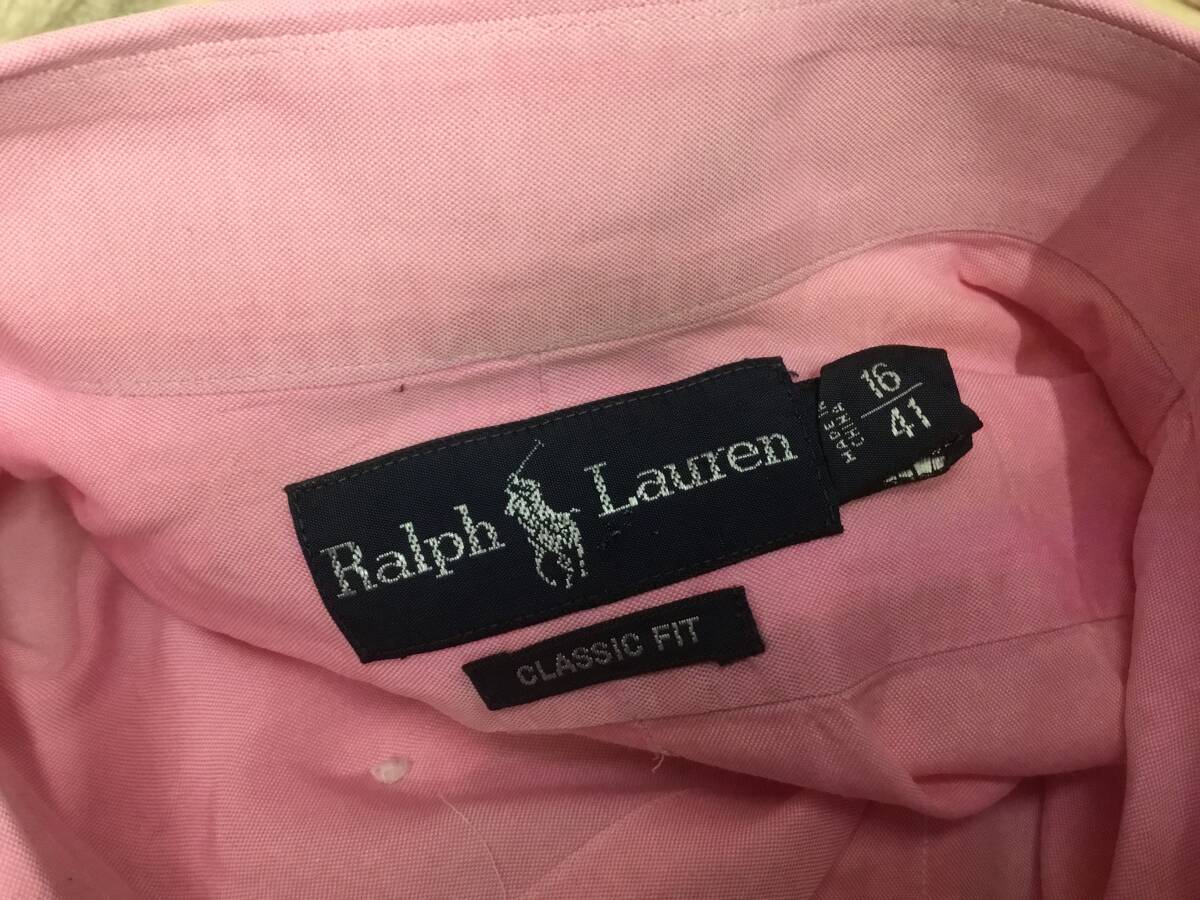 Ralph Lauren
CLASSIC FIT
MADE IN
CHINA
16
41